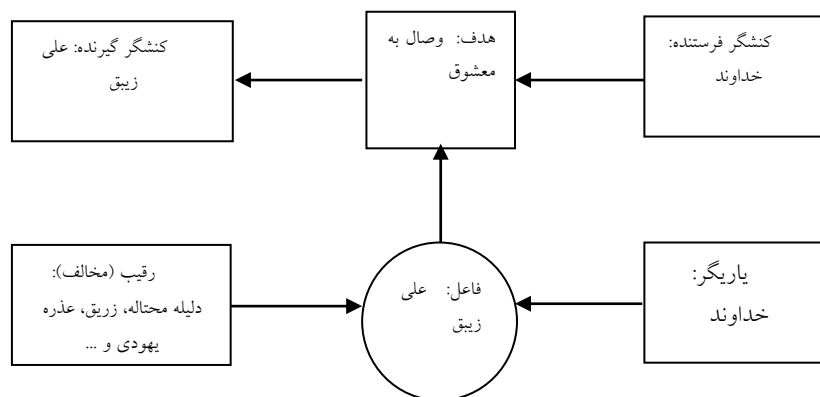 کنشگر فرستنده:
خداوند
هدف: وصال به
معشوق
کنشگر گیرنده: علی
زیبق
یاریگر:
خداوند
فاعل: علی
زیبق
رقیب (مخالف):
دلیله محتاله، زریق، عذره
یهودی و ...